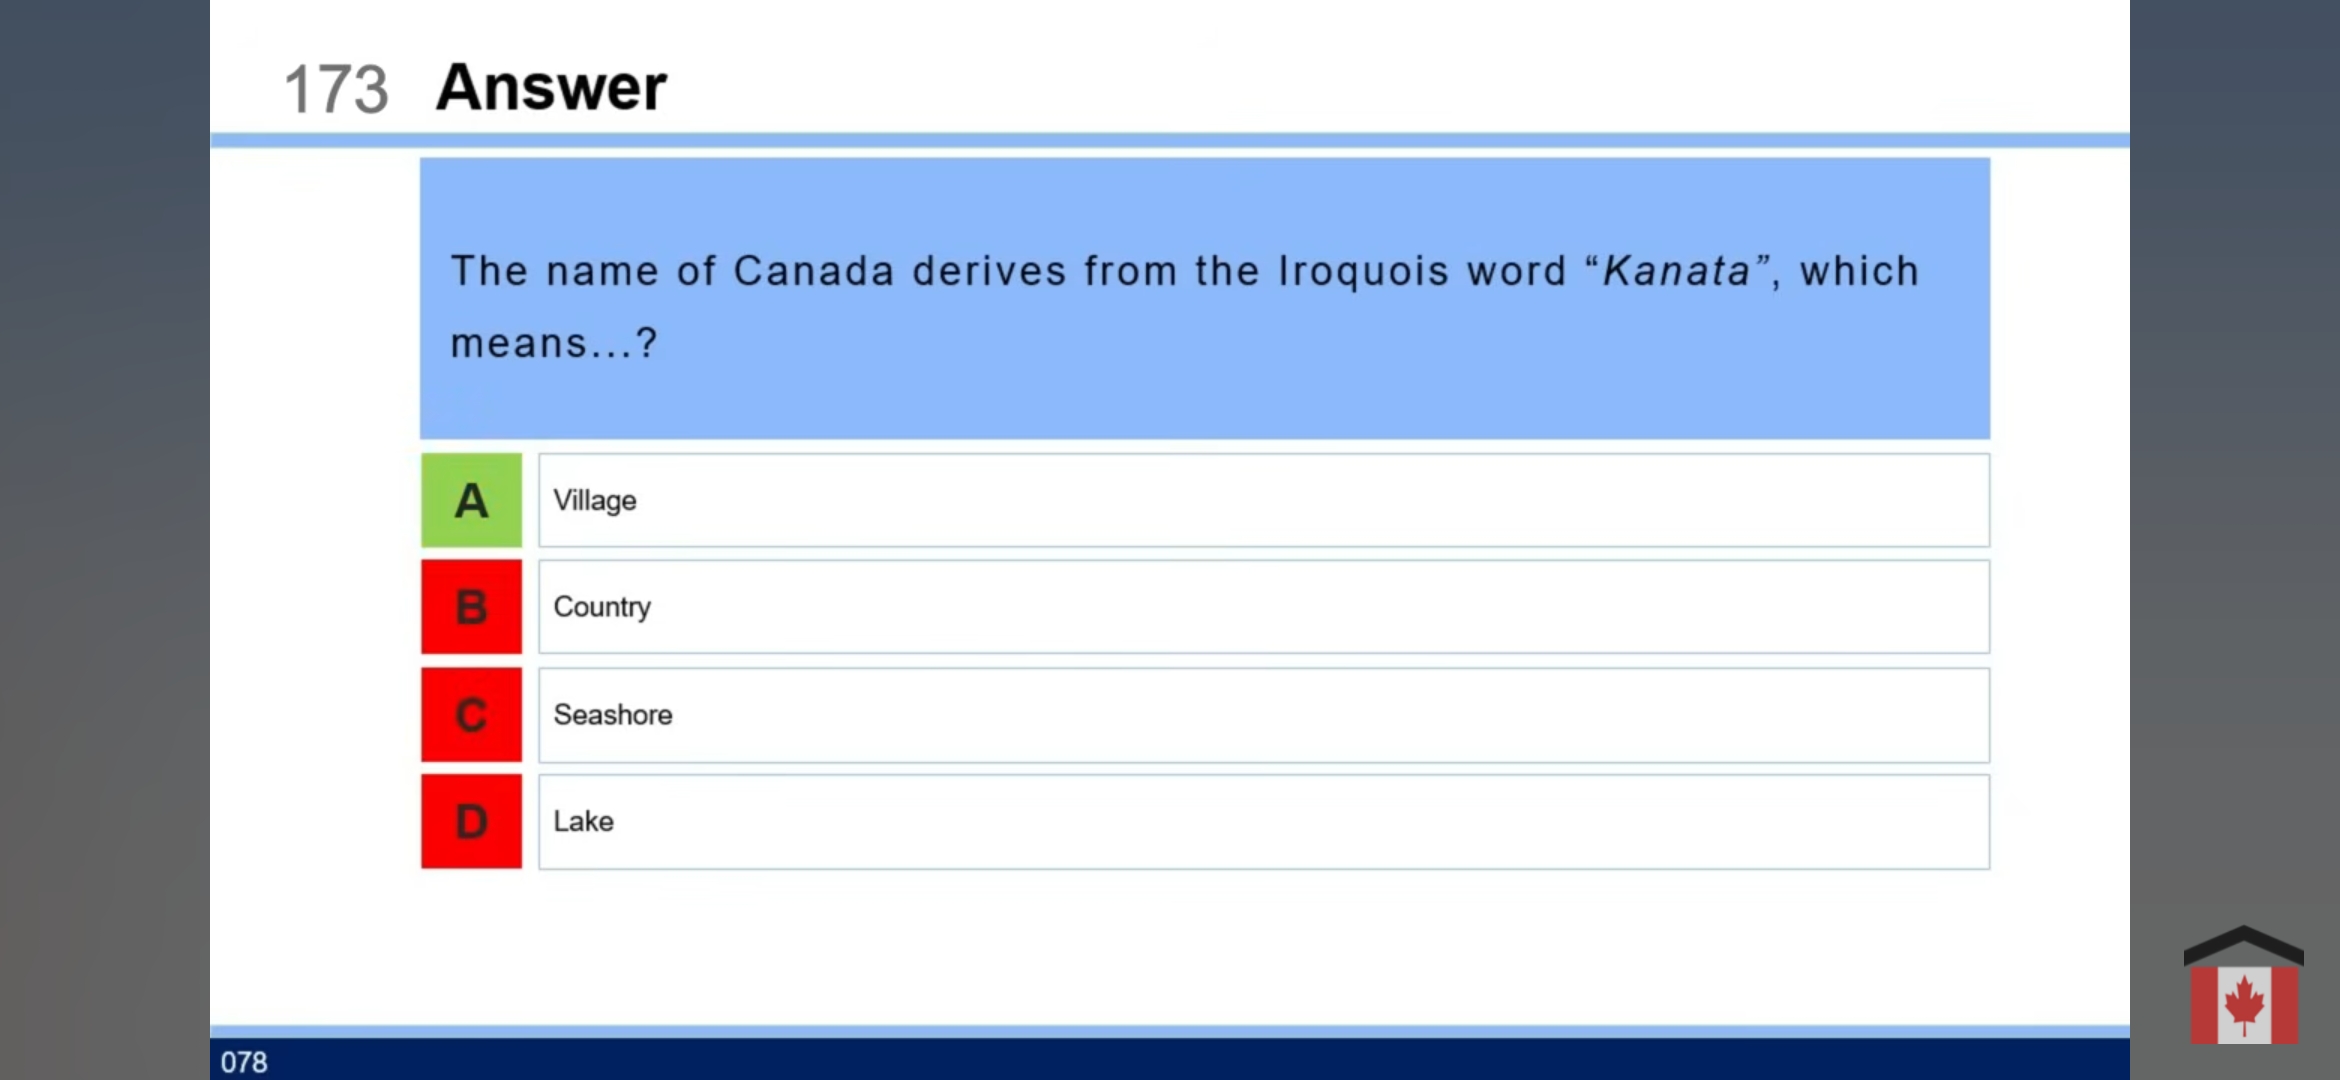 173 Answer
The name of Canada derives from the Iroquois word “Kanata”, which
means...?
A Village
B Country
C Seashore
D Lake
078